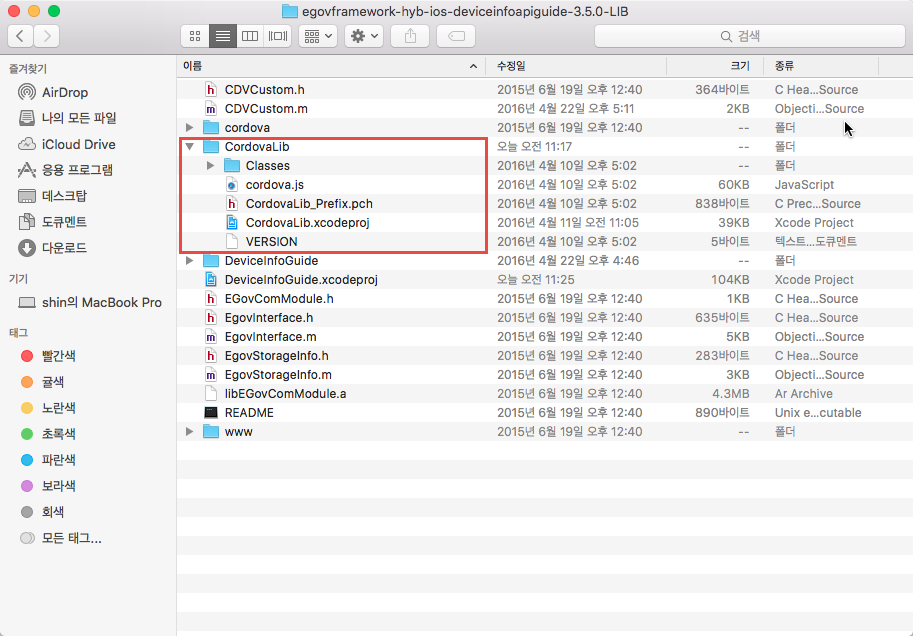 egovframework-hyb-ios-deviceinfoapiguide-3.5.0-LIB
검색
즐겨찾기
AirDrop
나의 모든 파일
iCloud Drive
응용 프로그램
데스크탑
도큐멘트
다운로드
기기
shin의 MacBook Pro
태그
빨간색
귤색
노란색
초록색
파란색
보라색
회색
모든 태그...
이름 수정일 크기 종류
CDVCustom.h 2015년 6월 19일 오후 12:40 364바이트 C Hea...Source
CDVCustom.m 2016년 4월 22일 오후 5:11 2KB Objecti...Source
cordova 2015년 6월 19일 오후 12:40 -- 폴더
CordovaLib 오늘 오전 11:17 -- 폴더
Classes 2016년 4월 10일 오후 5:02 -- 폴더
cordova.js 2016년 4월 10일 오후 5:02 60KB JavaScript
CordovaLib_Prefix.pch 2016년 4월 10일 오후 5:02 838바이트 C Prec...Source
CordovaLib.xcodeproj 2016년 4월 11일 오전 11:05 39KB Xcode Project
VERSION 2016년 4월 10일 오후 5:02 5바이트 텍스트...도큐멘트
DeviceInfoGuide 2016년 4월 22일 오후 4:46 -- 폴더
DeviceInfoGuide.xcodeproj 오늘 오전 11:25 104KB Xcode Project
EGovComModule.h 2015년 6월 19일 오후 12:40 1KB C Hea...Source
EgovInterface.h 2015년 6월 19일 오후 12:40 635바이트 C Hea...Source
EgovInterface.m 2015년 6월 19일 오후 12:40 5KB Objecti...Source
EgovStorageInfo.h 2015년 6월 19일 오후 12:40 283바이트 C Hea...Source
EgovStorageInfo.m 2015년 6월 19일 오후 12:40 3KB Objecti...Source
libEGovComModule.a 2015년 6월 19일 오후 12:40 4.3MB Ar Archive
README 2015년 6월 19일 오후 12:40 890바이트 Unix e...cutable
www 2015년 6월 19일 오후 12:40 -- 폴더